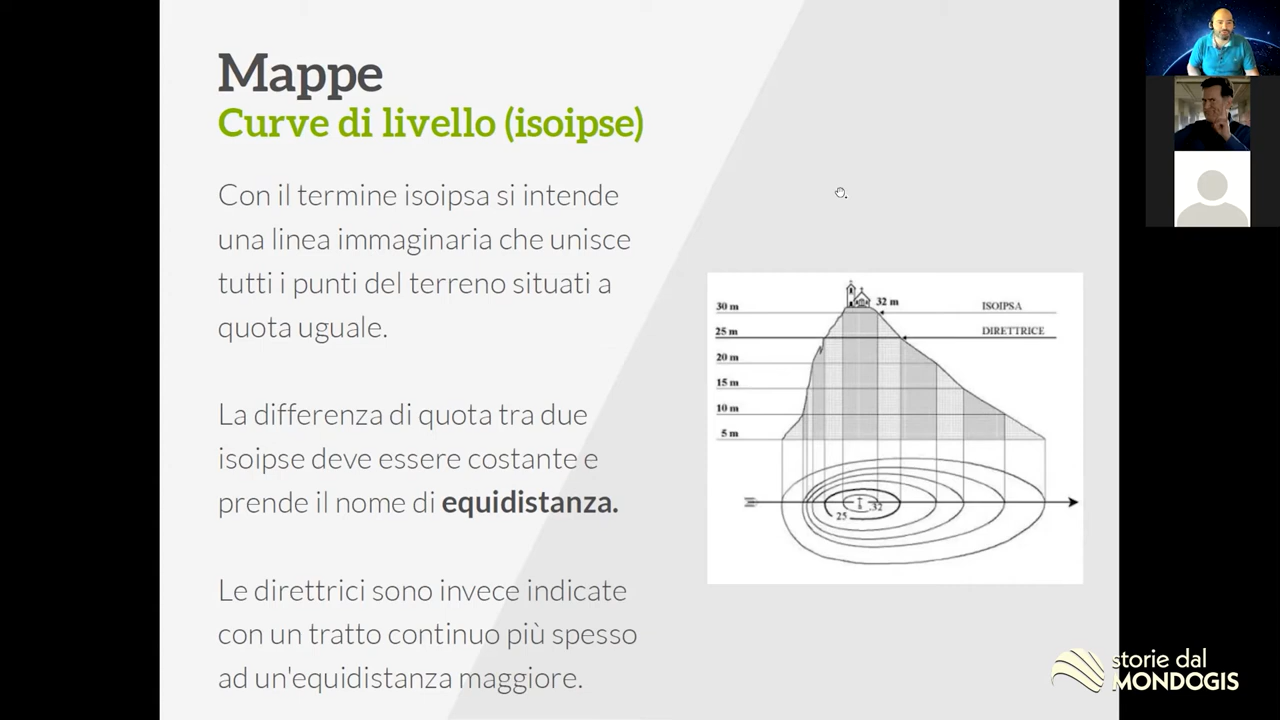 Mappe
Curve di livello (isoipse)
Con il termine isoipsa si intende
una linea immaginaria che unisce
tutti i punti del terreno situati a
quota uguale.
La differenza di quota tra due
isoipse deve essere costante e
prende il nome di equidistanza.
Le direttrici sono invece indicate
con un tratto continuo più spesso
ad un'equidistanza maggiore.
30 m
32 m
ISOIPSA
25 m
DIRETTRICE
20 m
15 m
10 m
5 m
32
25
storie dal
MONDOGIS